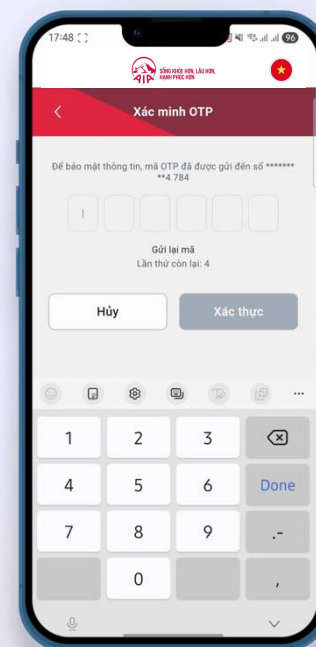 17:48
96
AIA
SỐNG KHỎE HƠN, LÂU HƠN,
HẠNH PHÚC HƠN
Xác minh OTP
Để bảo mật thông tin, mã OTP đã được gửi đến số *******
**4 784
Gửi lại mã
Lần thử còn lại: 4
Hủy
Xác thực
1 2 3
4 5 6 Done
7 8 9 .-
0 ,